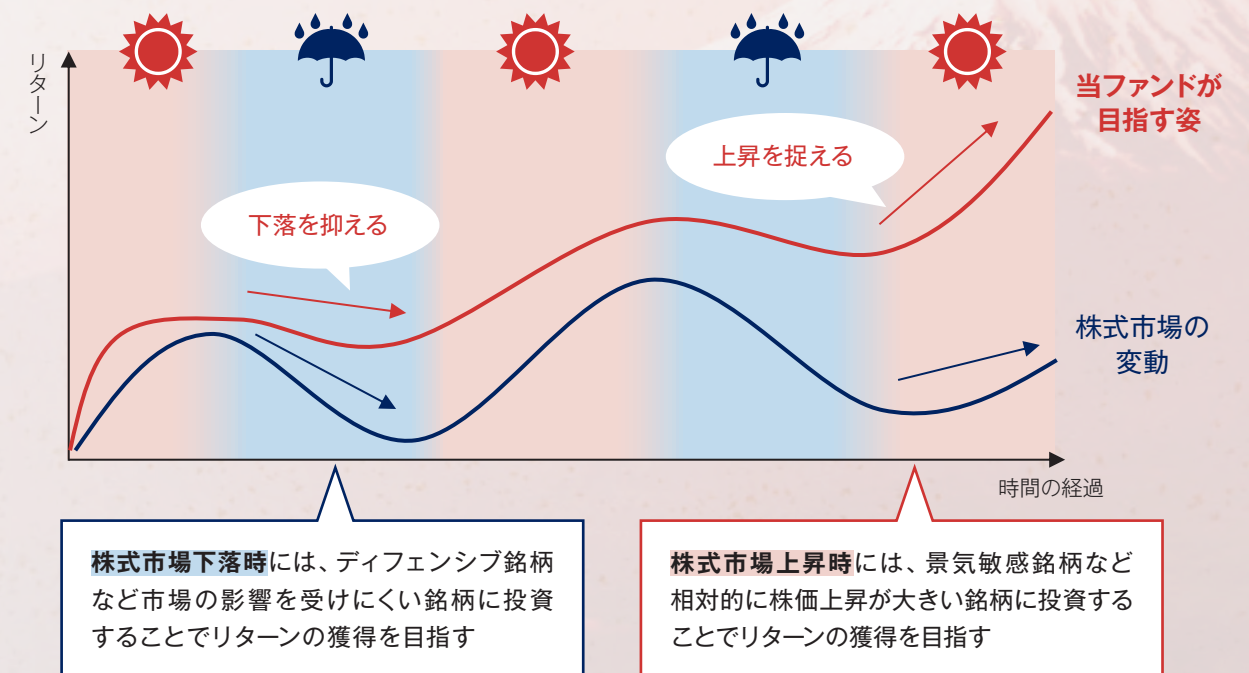 リターン
当ファンドが
目指す姿
上昇を捉える
下落を抑える
株式市場の
変動
時間の経過
株式市場下落時には、ディフェンシブ銘柄
など市場の影響を受けにくい銘柄に投資
することでリターンの獲得を目指す
株式市場上昇時には、景気敏感銘柄など
相対的に株価上昇が大きい銘柄に投資する
ことでリターンの獲得を目指す